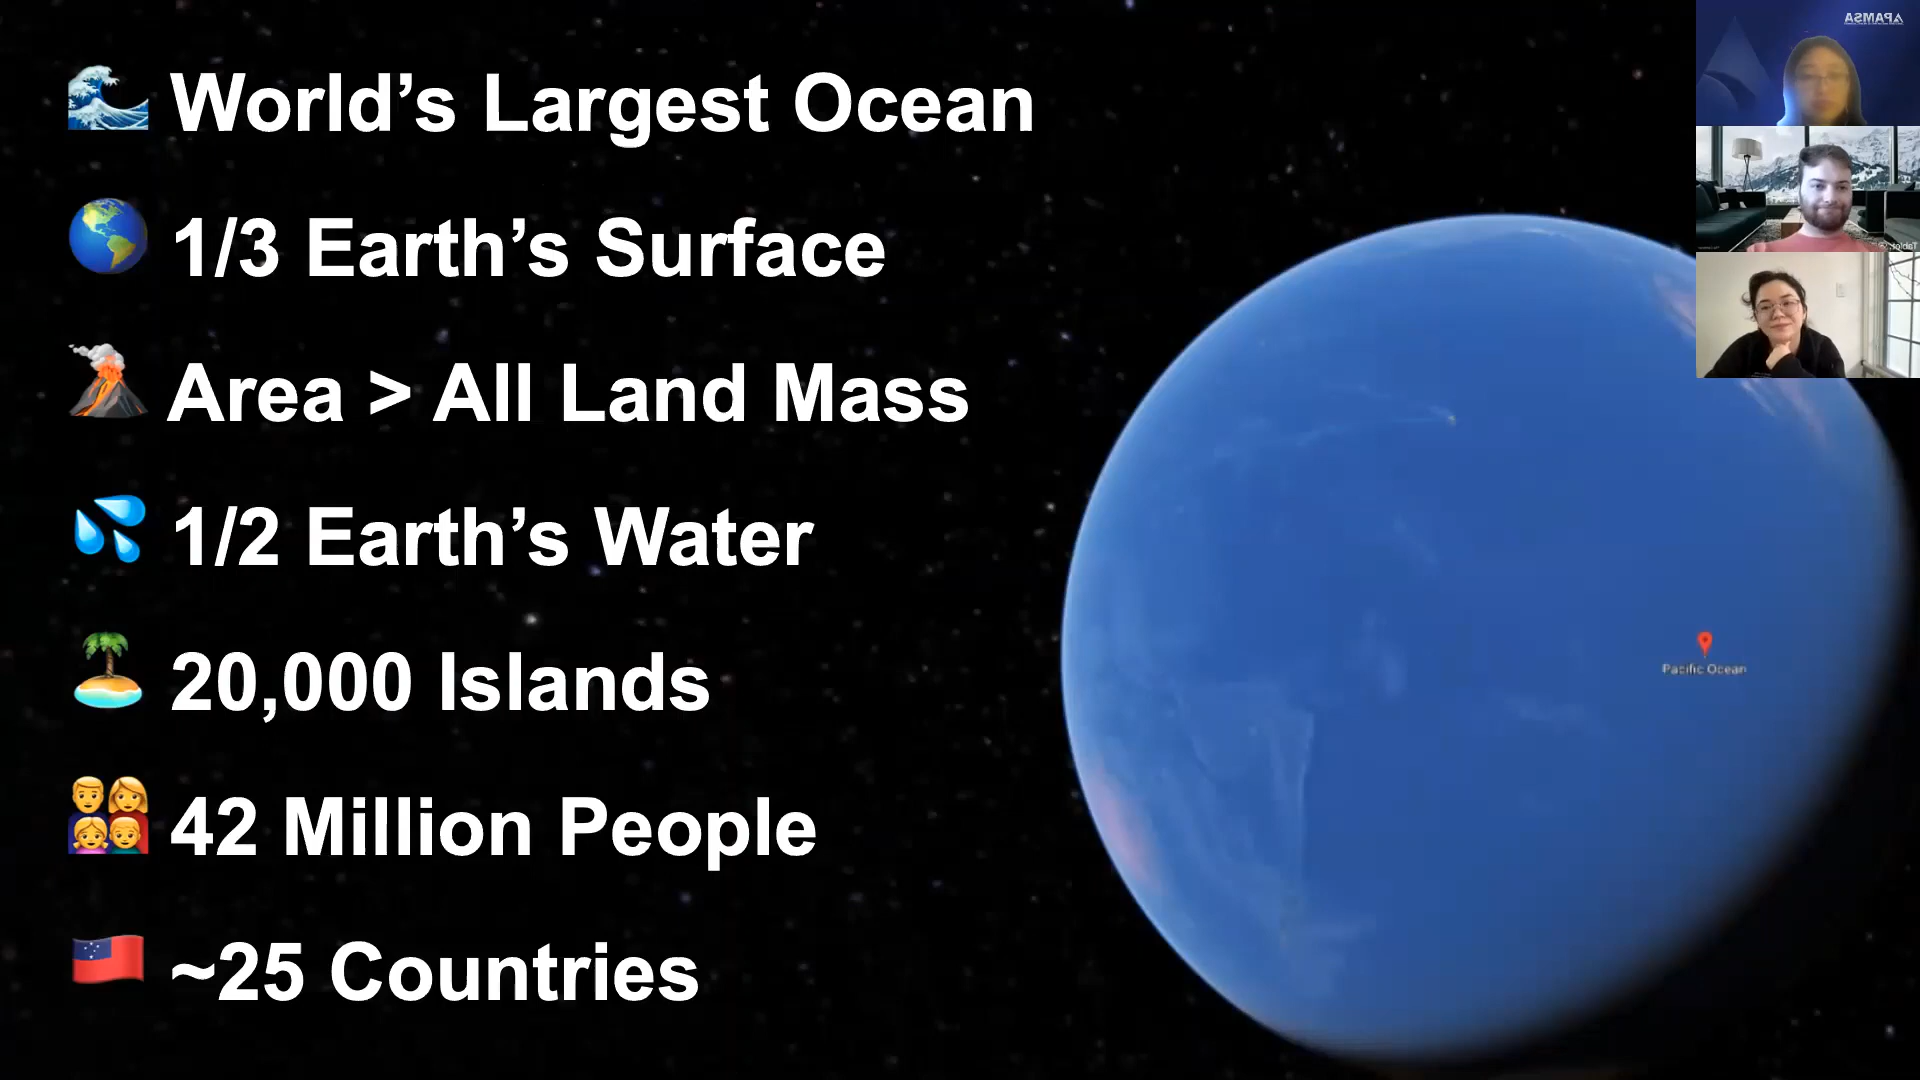 World’s Largest Ocean
1/3 Earth’s Surface
Area > All Land Mass
1/2 Earth’s Water
20,000 Islands
42 Million People
~25 Countries
Pacific Ocean
APAMSA